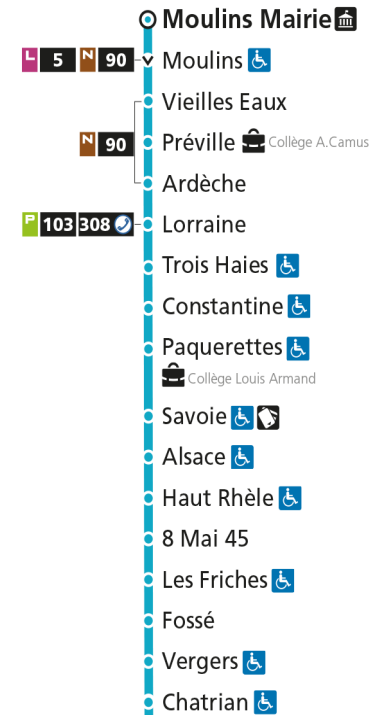 Moulins Mairie
L 5 N 90 Moulins
Vieilles Eaux
N 90 Préville Collège A.Camus
Ardèche
P 103 308 Lorraine
Trois Haies
Constantine
Paquerettes
Collège Louis Armand
Savoie
Alsace
Haut Rhèle
8 Mai 45
Les Friches
Fossé
Vergers
Chatrian